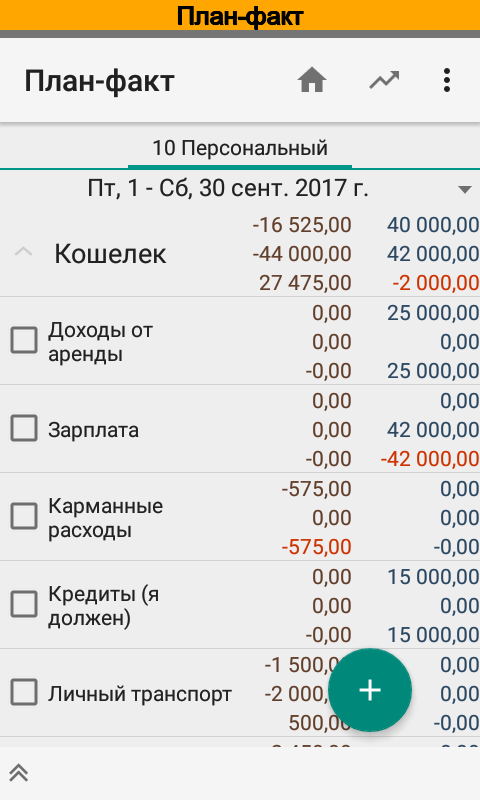 План-факт
План-факт
10 Персональный
Пт, 1 - Сб, 30 сент. 2017 г.
-16 525,00 40 000,00
Кошелек -44 000,00 42 000,00
27 475,00 -2 000,00
0,00 25 000,00
Доходы от
0,00 0,00
аренды
-0,00 25 000,00
0,00 0,00
Зарплата 0,00 42 000,00
-0,00 -42 000,00
-575,00 0,00
Карманные
0,00 0,00
расходы
-575,00 -0,00
0,00 15 000,00
Кредиты (я
0,00 0,00
должен)
-0,00 15 000,00
-1 500,0 0,00
Личный транспорт -2 000, 0,00
500,00 -0,00